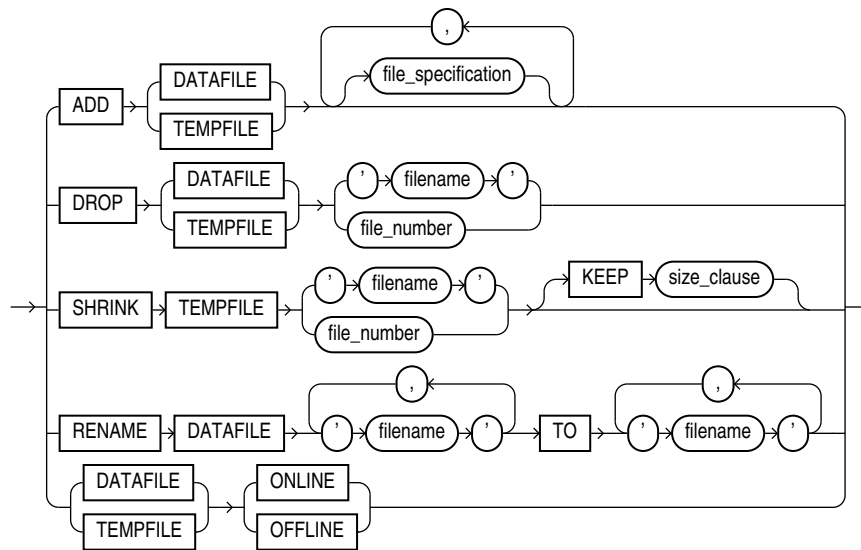 ,
DATAFILE file_specification
ADD
TEMPFILE
DATAFILE ' filename '
DROP
TEMPFILE file_number
' filename ' KEEP size_clause
SHRINK TEMPFILE
file_number
, ,
RENAME DATAFILE ' filename ' TO ' filename '
DATAFILE ONLINE
TEMPFILE OFFLINE